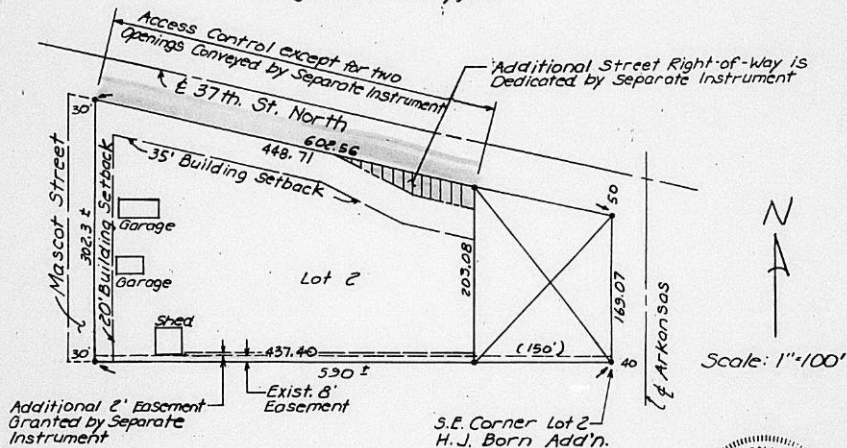 Access Control except for two
Openings Conveyed by Separate Instrument
℄ 37th. St. North
Additional Street Right-of-Way is
Dedicated by Separate Instrument
602.56
448.71
35' Building Setback
30'
50
Mascot Street
302.3 ±
20' Building Setback
Garage
Garage
Shed
Lot 2
203.08
169.07
N
Scale: 1"=100'
℄ Arkansas
30'
437.40
(150')
40
590 ±
Exist. 8'
Easement
Additional 2' Easement
Granted by Separate
Instrument
S.E. Corner Lot 2
H.J. Born Add'n.